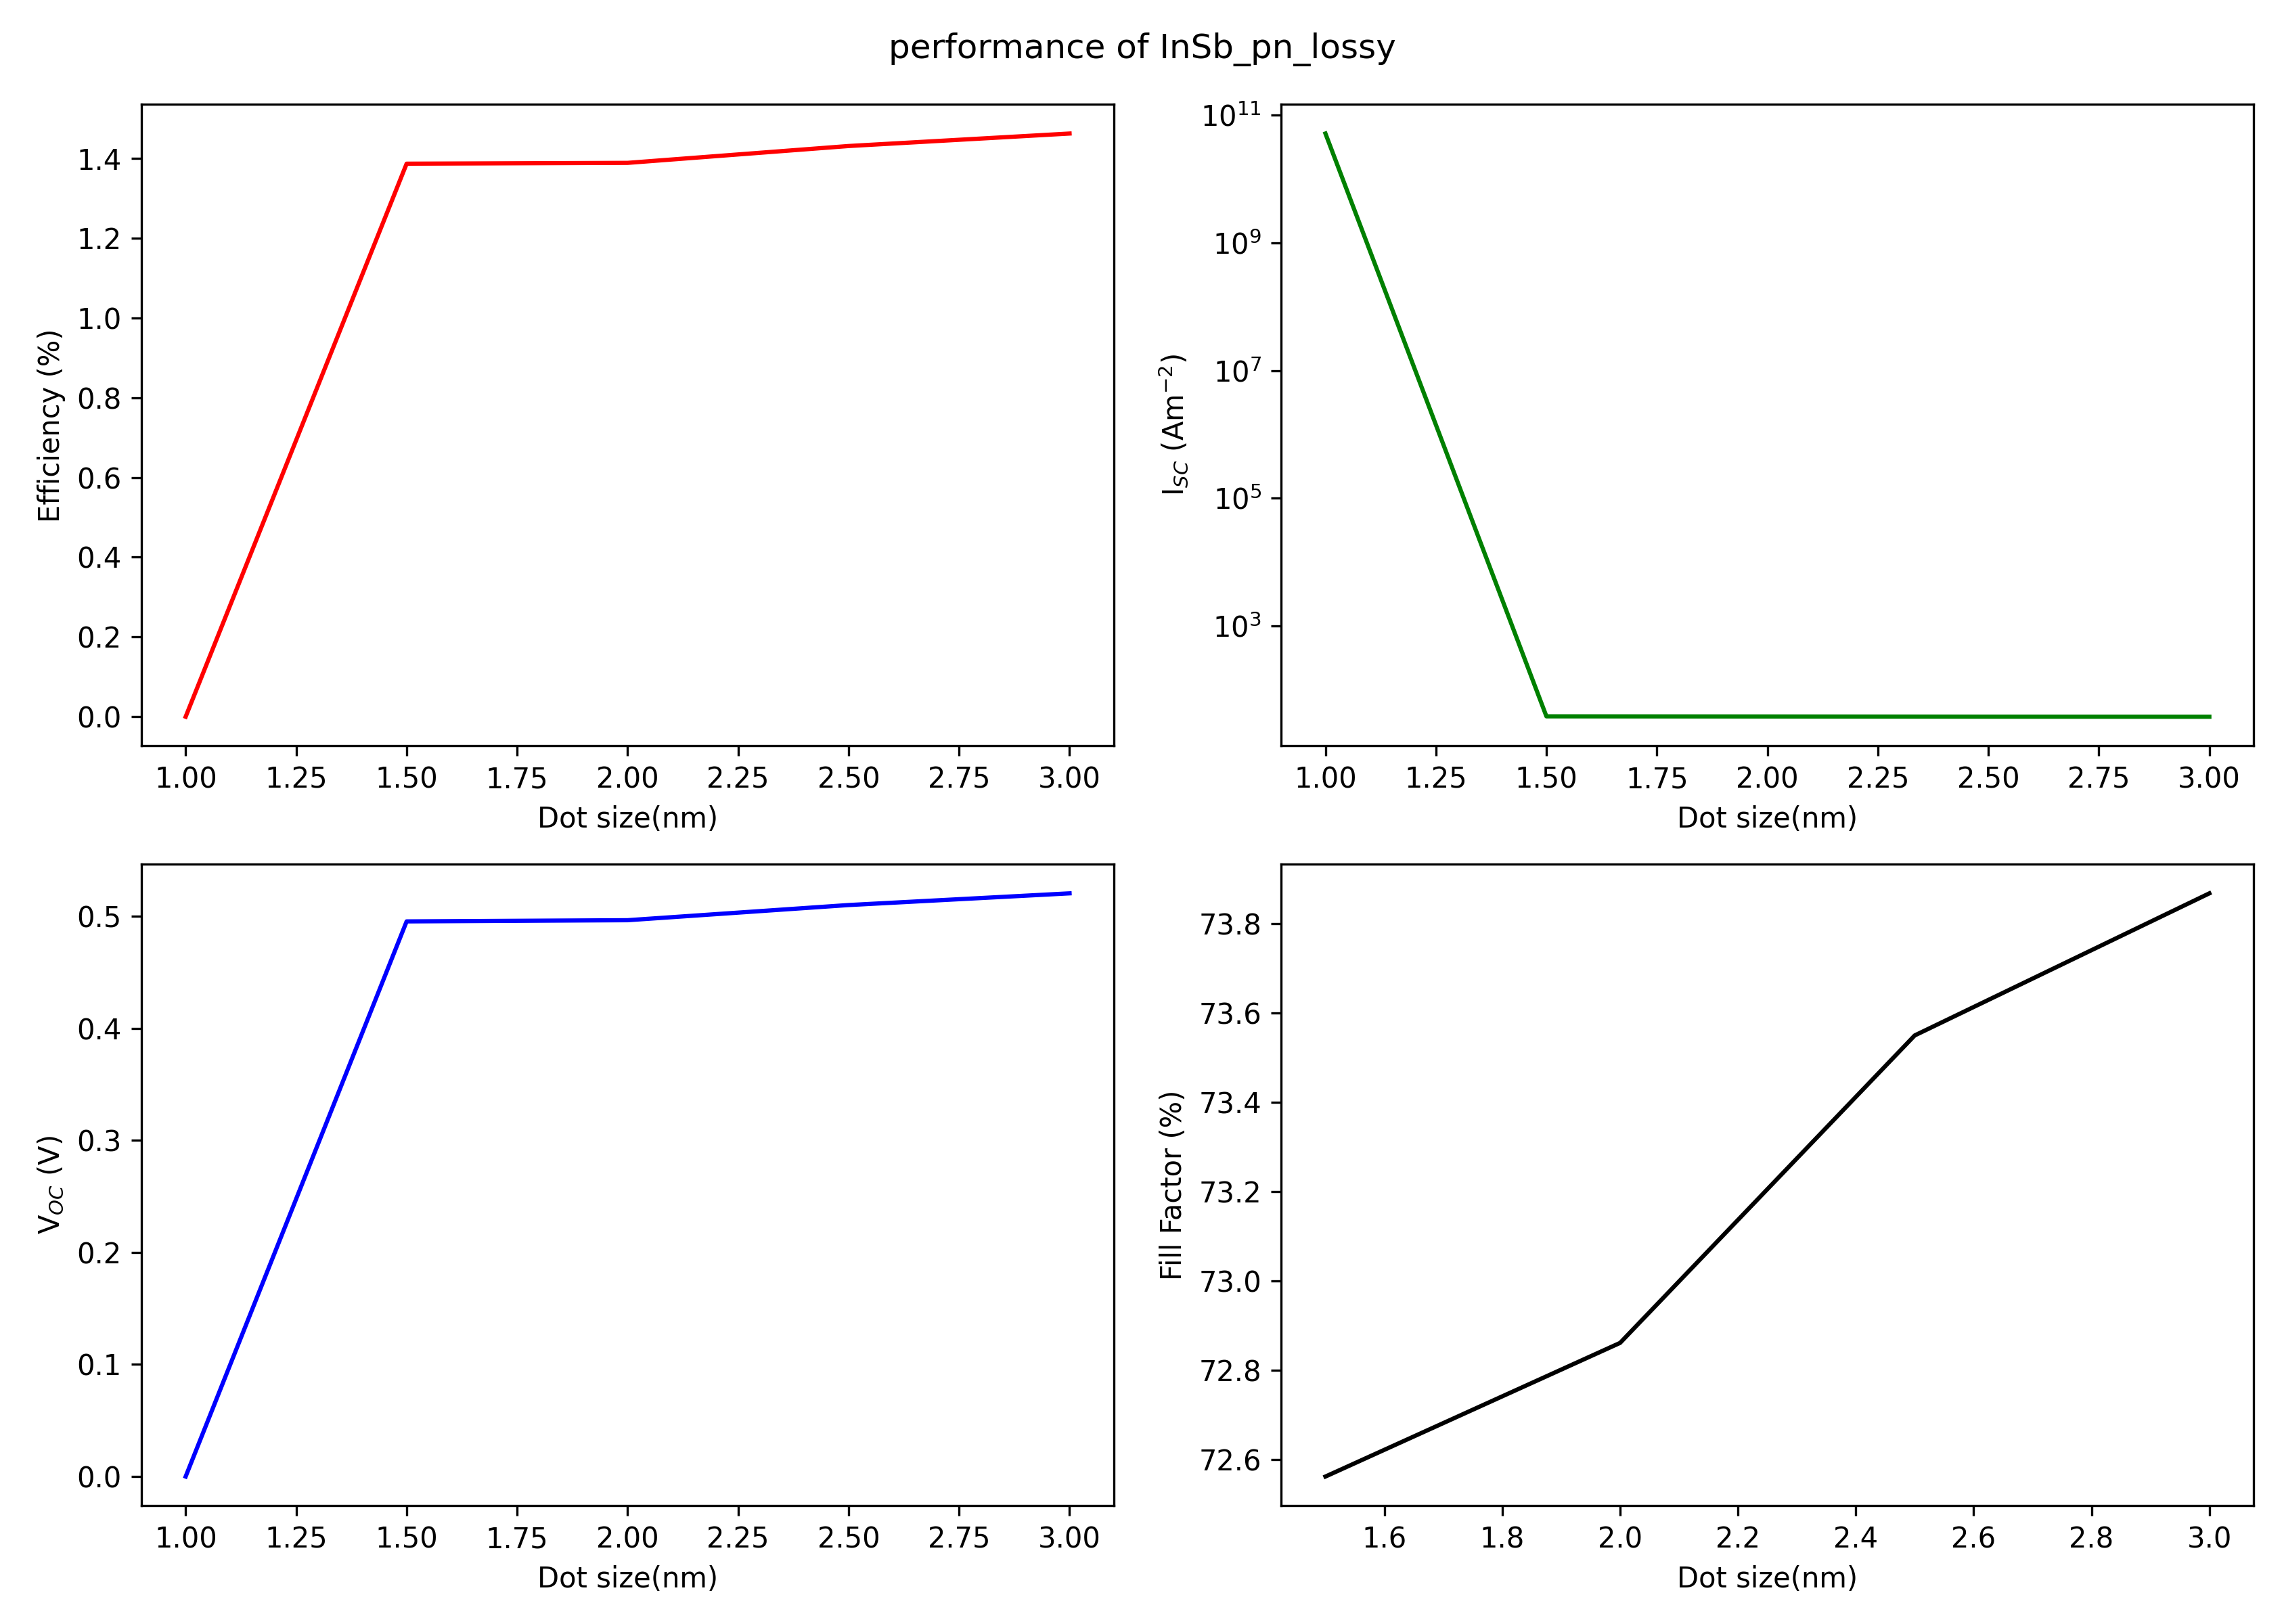 performance of InSb_pn_lossy
Efficiency (%)
1.4
1.2
1.0
0.8
0.6
0.4
0.2
0.0
1.00 1.25 1.50 1.75 2.00 2.25 2.50 2.75 3.00
Dot size(nm)
I_{SC} (Am^{-2})
10^{11}
10^{9}
10^{7}
10^{5}
10^{3}
1.00 1.25 1.50 1.75 2.00 2.25 2.50 2.75 3.00
Dot size(nm)
V_{OC} (V)
0.5
0.4
0.3
0.2
0.1
0.0
1.00 1.25 1.50 1.75 2.00 2.25 2.50 2.75 3.00
Dot size(nm)
Fill Factor (%)
73.8
73.6
73.4
73.2
73.0
72.8
72.6
1.6 1.8 2.0 2.2 2.4 2.6 2.8 3.0
Dot size(nm)